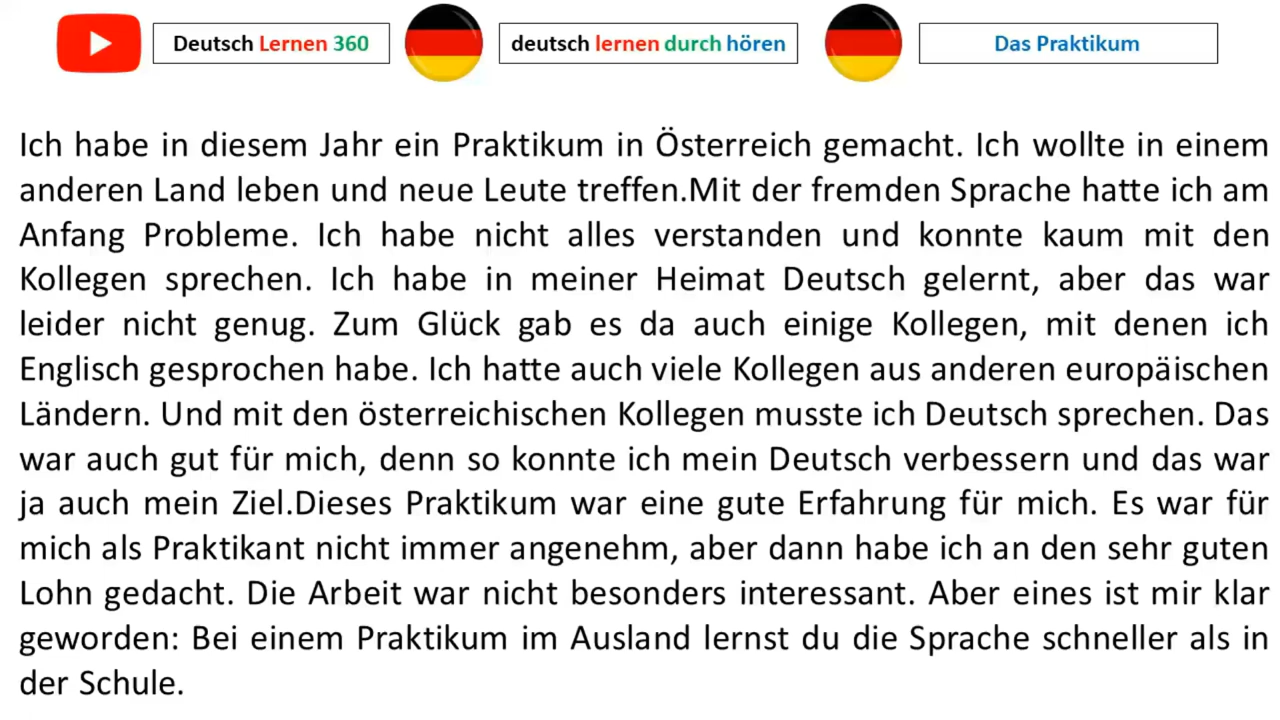 Deutsch Lernen 360
deutsch lernen durch hören
Das Praktikum
Ich habe in diesem Jahr ein Praktikum in Österreich gemacht. Ich wollte in einem
anderen Land leben und neue Leute treffen.Mit der fremden Sprache hatte ich am
Anfang Probleme. Ich habe nicht alles verstanden und konnte kaum mit den
Kollegen sprechen. Ich habe in meiner Heimat Deutsch gelernt, aber das war
leider nicht genug. Zum Glück gab es da auch einige Kollegen, mit denen ich
Englisch gesprochen habe. Ich hatte auch viele Kollegen aus anderen europäischen
Ländern. Und mit den österreichischen Kollegen musste ich Deutsch sprechen. Das
war auch gut für mich, denn so konnte ich mein Deutsch verbessern und das war
ja auch mein Ziel.Dieses Praktikum war eine gute Erfahrung für mich. Es war für
mich als Praktikant nicht immer angenehm, aber dann habe ich an den sehr guten
Lohn gedacht. Die Arbeit war nicht besonders interessant. Aber eines ist mir klar
geworden: Bei einem Praktikum im Ausland lernst du die Sprache schneller als in
der Schule.